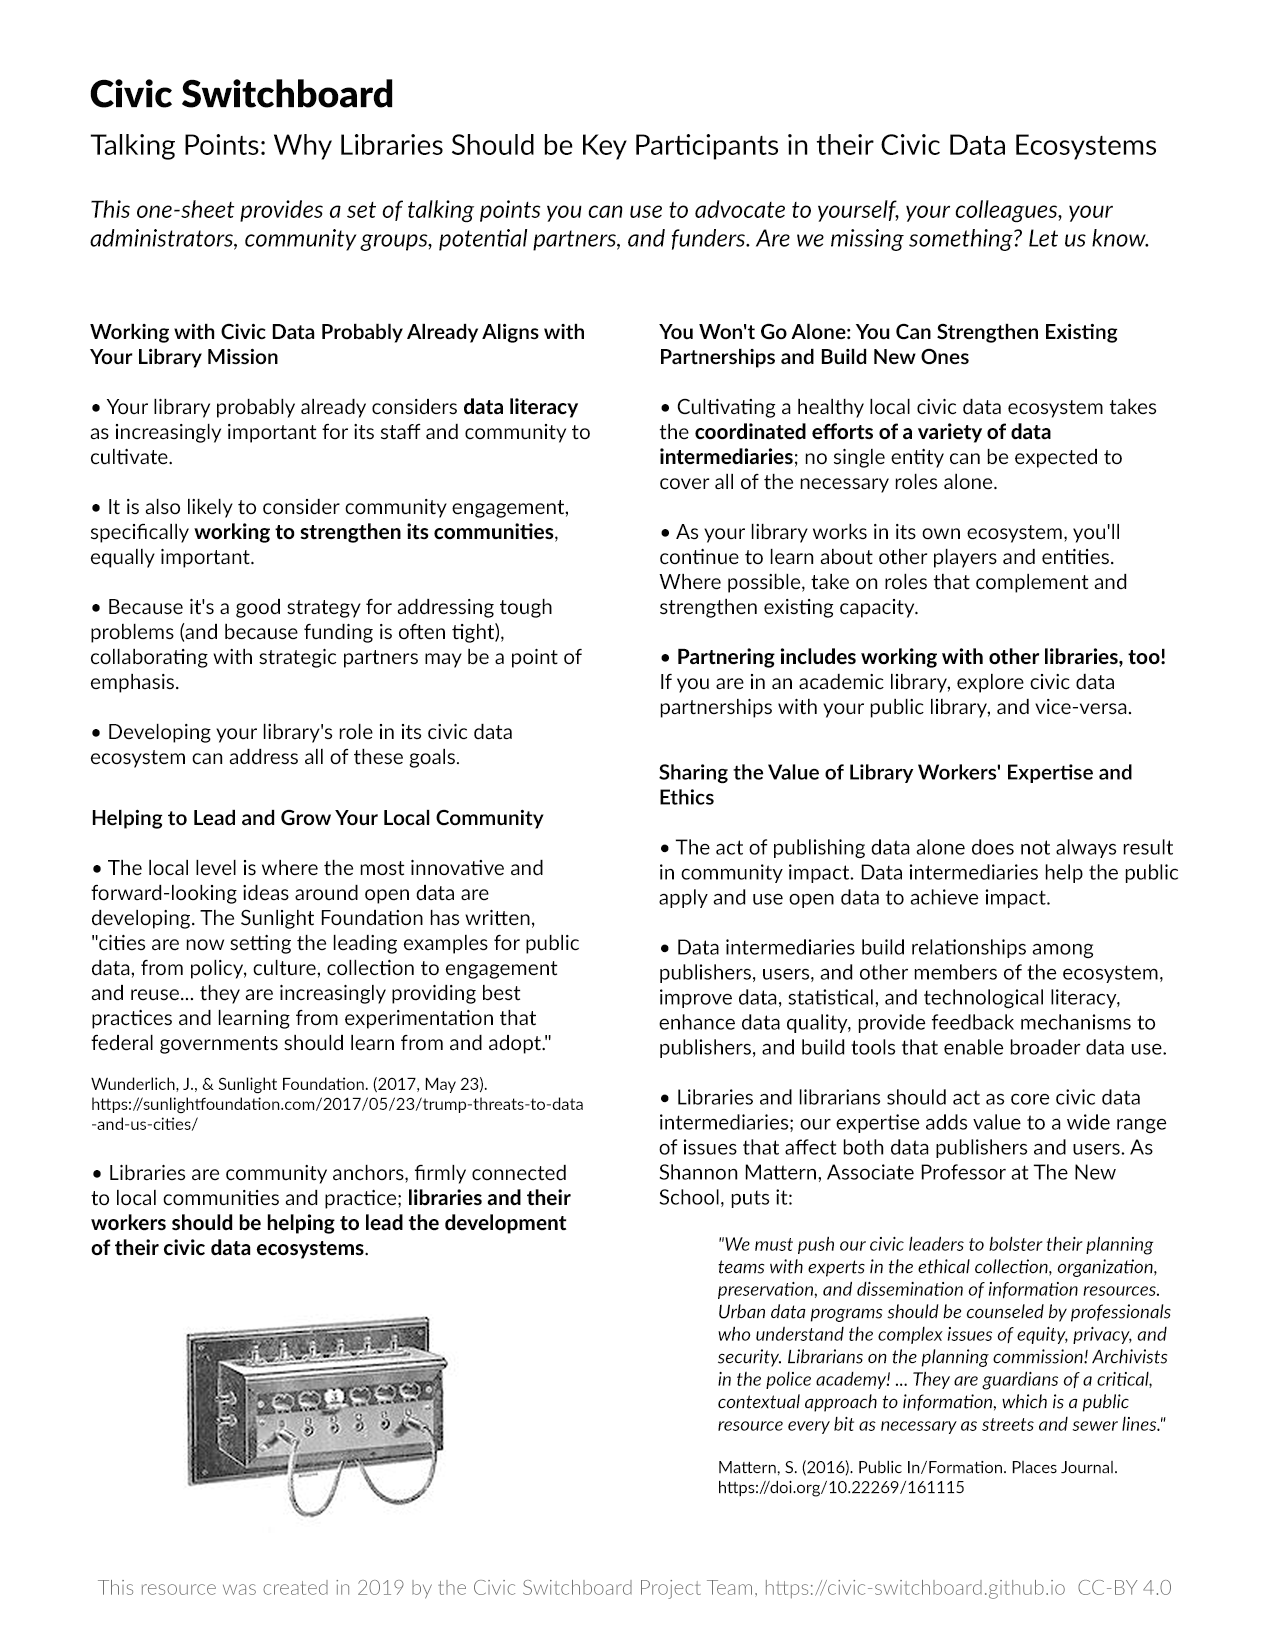 Civic Switchboard
Talking Points: Why Libraries Should be Key Participants in their Civic Data Ecosystems
This one-sheet provides a set of talking points you can use to advocate to yourself, your colleagues, your
administrators, community groups, potential partners, and funders. Are we missing something? Let us know.
Working with Civic Data Probably Already Aligns with
Your Library Mission
• Your library probably already considers data literacy
as increasingly important for its staff and community to
cultivate.
• It is also likely to consider community engagement,
specifically working to strengthen its communities,
equally important.
• Because it's a good strategy for addressing tough
problems (and because funding is often tight),
collaborating with strategic partners may be a point of
emphasis.
• Developing your library's role in its civic data
ecosystem can address all of these goals.
Helping to Lead and Grow Your Local Community
• The local level is where the most innovative and
forward-looking ideas around open data are
developing. The Sunlight Foundation has written,
"cities are now setting the leading examples for public
data, from policy, culture, collection to engagement
and reuse... they are increasingly providing best
practices and learning from experimentation that
federal governments should learn from and adopt."
Wunderlich, J., & Sunlight Foundation. (2017, May 23).
https://sunlightfoundation.com/2017/05/23/trump-threats-to-data
-and-us-cities/
• Libraries are community anchors, firmly connected
to local communities and practice; libraries and their
workers should be helping to lead the development
of their civic data ecosystems.
You Won't Go Alone: You Can Strengthen Existing
Partnerships and Build New Ones
• Cultivating a healthy local civic data ecosystem takes
the coordinated efforts of a variety of data
intermediaries; no single entity can be expected to
cover all of the necessary roles alone.
• As your library works in its own ecosystem, you'll
continue to learn about other players and entities.
Where possible, take on roles that complement and
strengthen existing capacity.
• Partnering includes working with other libraries, too!
If you are in an academic library, explore civic data
partnerships with your public library, and vice-versa.
Sharing the Value of Library Workers' Expertise and
Ethics
• The act of publishing data alone does not always result
in community impact. Data intermediaries help the public
apply and use open data to achieve impact.
• Data intermediaries build relationships among
publishers, users, and other members of the ecosystem,
improve data, statistical, and technological literacy,
enhance data quality, provide feedback mechanisms to
publishers, and build tools that enable broader data use.
• Libraries and librarians should act as core civic data
intermediaries; our expertise adds value to a wide range
of issues that affect both data publishers and users. As
Shannon Mattern, Associate Professor at The New
School, puts it:
"We must push our civic leaders to bolster their planning
teams with experts in the ethical collection, organization,
preservation, and dissemination of information resources.
Urban data programs should be counseled by professionals
who understand the complex issues of equity, privacy, and
security. Librarians on the planning commission! Archivists
in the police academy! ... They are guardians of a critical,
contextual approach to information, which is a public
resource every bit as necessary as streets and sewer lines."
Mattern, S. (2016). Public In/Formation. Places Journal.
https://doi.org/10.22269/161115
This resource was created in 2019 by the Civic Switchboard Project Team, https://civic-switchboard.github.io CC-BY 4.0